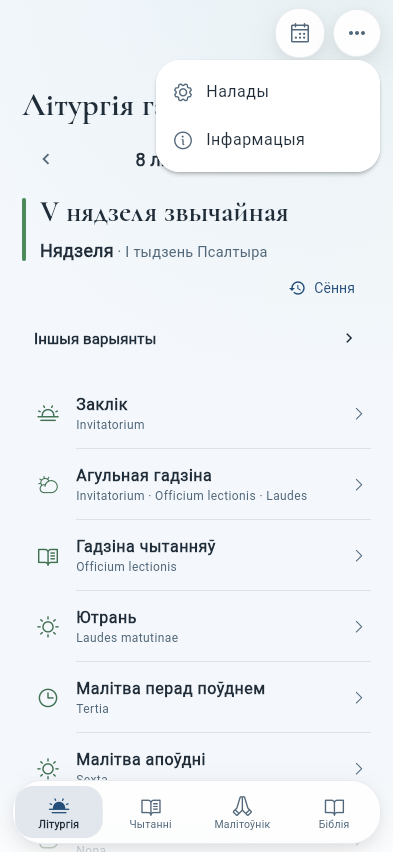 Налады
Інфармацыя
Літургія
8
V нядзеля звычайная
Нядзеля · I тыдзень Псалтыра
Сёння
Іншыя варыянты
Заклік
Invitatorium
Агульная гадзіна
Invitatorium · Officium lectionis · Laudes
Гадзіна чытанняў
Officium lectionis
Ютрань
Laudes matutinae
Малітва перад поўднем
Tertia
Малітва апоўдні
Sexta
Літургія
Чытанні
Малітоўнік
Біблія
Nona